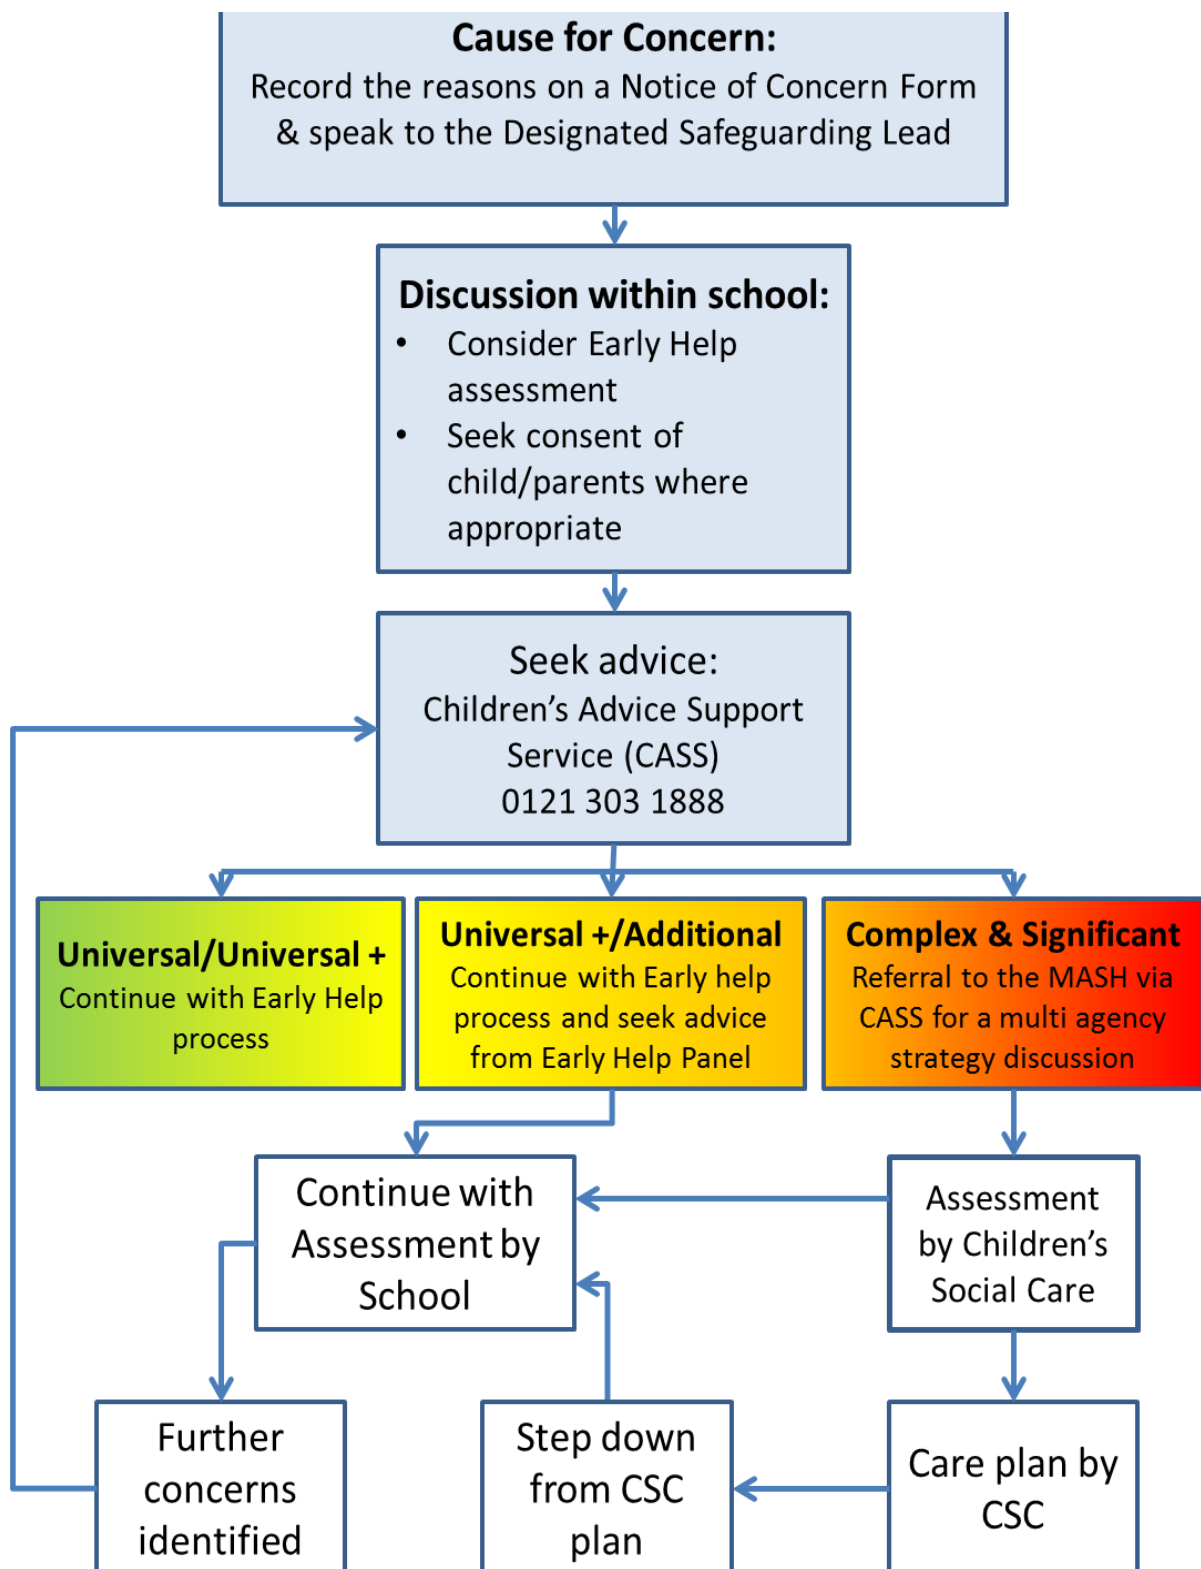 Cause for Concern:
Record the reasons on a Notice of Concern Form
& speak to the Designated Safeguarding Lead
Discussion within school:
• Consider Early Help
assessment
• Seek consent of
child/parents where
appropriate
Seek advice:
Children’s Advice Support
Service (CASS)
0121 303 1888
Universal/Universal +
Continue with Early Help
process
Universal +/Additional
Continue with Early help
process and seek advice
from Early Help Panel
Complex & Significant
Referral to the MASH via
CASS for a multi agency
strategy discussion
Continue with
Assessment by
School
Assessment
by Children’s
Social Care
Further
concerns
identified
Step down
from CSC
plan
Care plan by
CSC